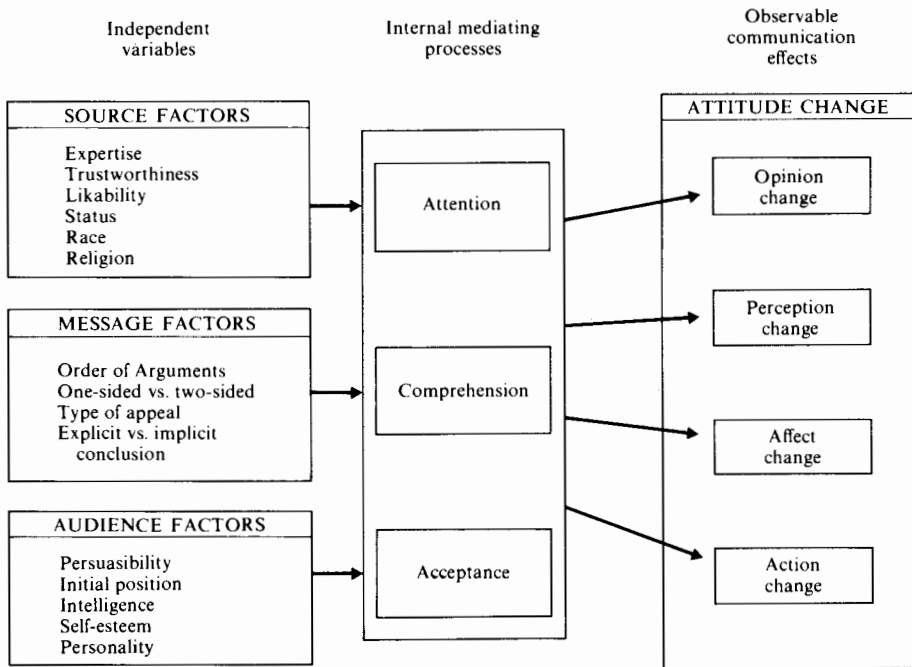 Independent
variables
Internal mediating
processes
Observable
communication
effects
SOURCE FACTORS
Expertise
Trustworthiness
Likability
Status
Race
Religion
MESSAGE FACTORS
Order of Arguments
One-sided vs. two-sided
Type of appeal
Explicit vs. implicit
conclusion
AUDIENCE FACTORS
Persuasibility
Initial position
Intelligence
Self-esteem
Personality
Attention
Comprehension
Acceptance
ATTITUDE CHANGE
Opinion
change
Perception
change
Affect
change
Action
change